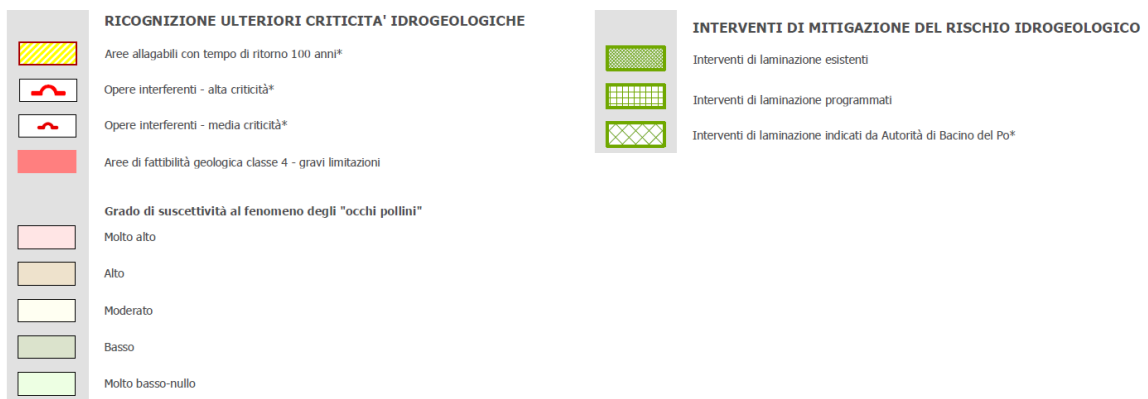 RICOGNIZIONE ULTERIORI CRITICITA' IDROGEOLOGICHE
Aree allagabili con tempo di ritorno 100 anni*
Opere interferenti - alta criticità*
Opere interferenti - media criticità*
Aree di fattibilità geologica classe 4 - gravi limitazioni
Grado di suscettività al fenomeno degli "occhi pollini"
Molto alto
Alto
Moderato
Basso
Molto basso-nullo
INTERVENTI DI MITIGAZIONE DEL RISCHIO IDROGEOLOGICO
Interventi di laminazione esistenti
Interventi di laminazione programmati
Interventi di laminazione indicati da Autorità di Bacino del Po*